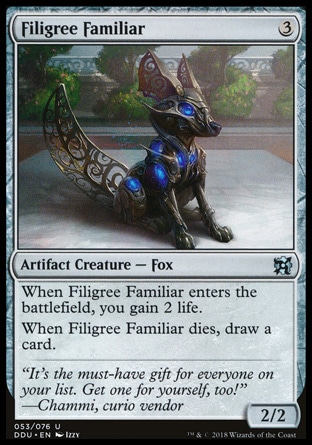 Filigree Familiar 3
Artifact Creature — Fox
When Filigree Familiar enters the
battlefield, you gain 2 life.
When Filigree Familiar dies, draw a
card.
"It's the must-have gift for everyone on
your list. Get one for yourself, too!"
—Chammi, curio vendor
2/2
053/076 U
DDU • EN Izzy
™ & © 2018 Wizards of the Coast